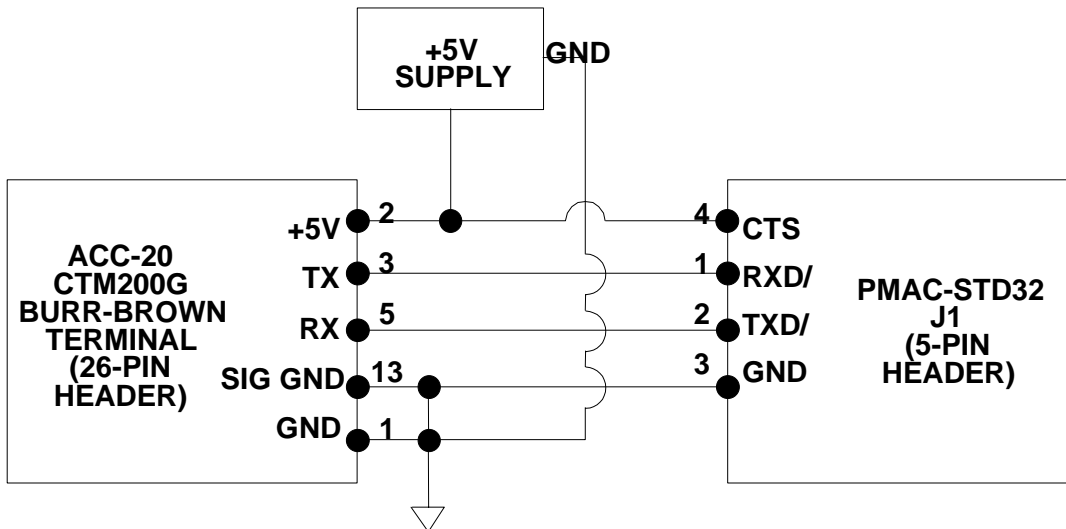 +5V
SUPPLY
GND
ACC-20
CTM200G
BURR-BROWN
TERMINAL
(26-PIN
HEADER)
+5V
2
TX
3
RX
5
SIG GND
13
GND
1
4
CTS
1
RXD/
2
TXD/
3
GND
PMAC-STD32
J1
(5-PIN
HEADER)